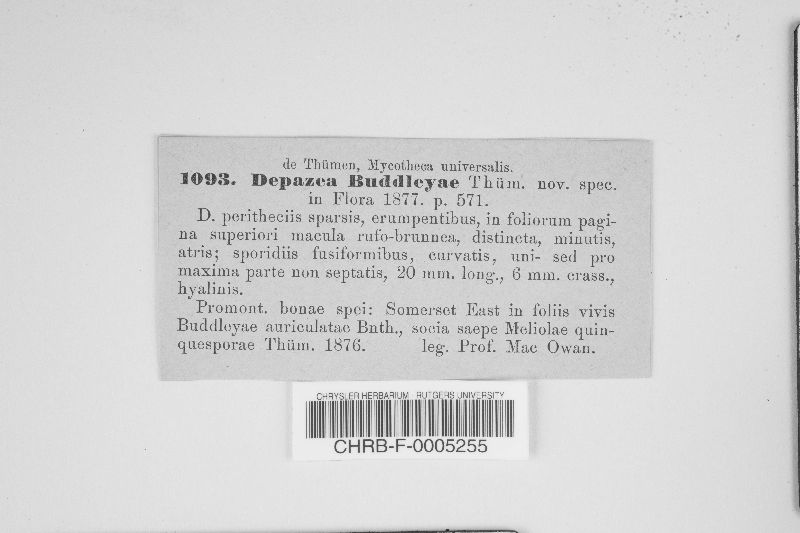 de Thümen, Mycotheca universalis.
1093. Depazea Buddleyae Thüm. nov. spec.
in Flora 1877. p. 571.
D. peritheciis sparsis, erumpentibus, in foliorum pagi-
na superiori macula rufo-brunnea, distincta, minutis,
atris; sporidiis fusiformibus, curvatis, uni- sed pro
maxima parte non septatis, 20 mm. long., 6 mm. crass.,
hyalinis.
Promont. bonae spei: Somerset East in foliis vivis
Buddleyae auriculatae Bnth., socia saepe Meliolae quin-
quesporae Thüm. 1876. leg. Prof. Mac Owan.
CHRYSLER HERBARIUM - RUTGERS UNIVERSITY
CHRB-F-0005255